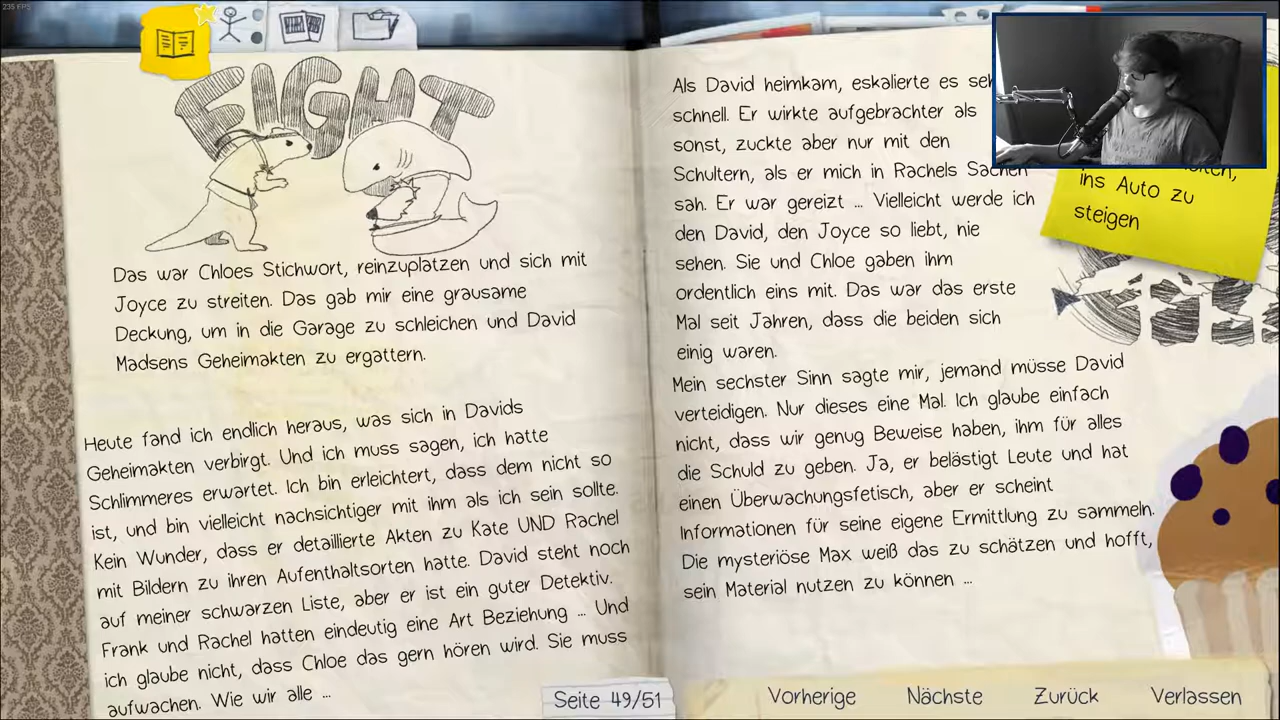 235 FPS
FIGHT
Das war Chloes Stichwort, reinzuplatzen und sich mit
Joyce zu streiten. Das gab mir eine grausame
Deckung, um in die Garage zu schleichen und David
Madsens Geheimakten zu ergattern.
Heute fand ich endlich heraus, was sich in Davids
Geheimakten verbirgt. Und ich muss sagen, ich hatte
Schlimmeres erwartet. Ich bin erleichtert, dass dem nicht so
ist, und bin vielleicht nachsichtiger mit ihm als ich sein sollte.
Kein Wunder, dass er detaillierte Akten zu Kate UND Rachel
mit Bildern zu ihren Aufenthaltsorten hatte. David steht noch
auf meiner schwarzen Liste, aber er ist ein guter Detektiv.
Frank und Rachel hatten eindeutig eine Art Beziehung ... Und
ich glaube nicht, dass Chloe das gern hören wird. Sie muss
aufwachen. Wie wir alle ...
Als David heimkam, eskalierte es
schnell. Er wirkte aufgebrachter als
sonst, zuckte aber nur mit den
Schultern, als er mich in Rachels Sachen
sah. Er war gereizt ... Vielleicht werde ich
den David, den Joyce so liebt, nie
sehen. Sie und Chloe gaben ihm
ordentlich eins mit. Das war das erste
Mal seit Jahren, dass die beiden sich
einig waren.
Mein sechster Sinn sagte mir, jemand müsse David
verteidigen. Nur dieses eine Mal. Ich glaube einfach
nicht, dass wir genug Beweise haben, ihm für alles
die Schuld zu geben. Ja, er belästigt Leute und hat
einen Überwachungsfetisch, aber er scheint
Informationen für seine eigene Ermittlung zu sammeln.
Die mysteriöse Max weiß das zu schätzen und hofft,
sein Material nutzen zu können ...
ins Auto zu
steigen
Seite 49/51
Vorherige
Nächste
Zurück
Verlassen